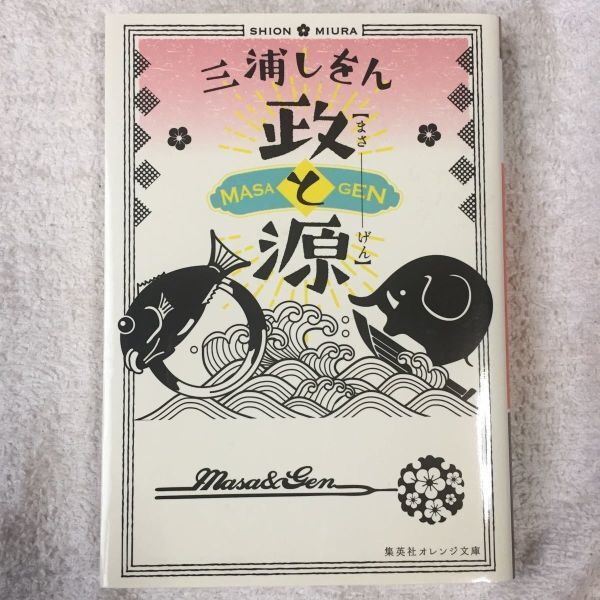 SHION MIURA
三浦しをん
政と源
【まさ――げん】
MASA GEN
Masa&Gen
集英社オレンジ文庫